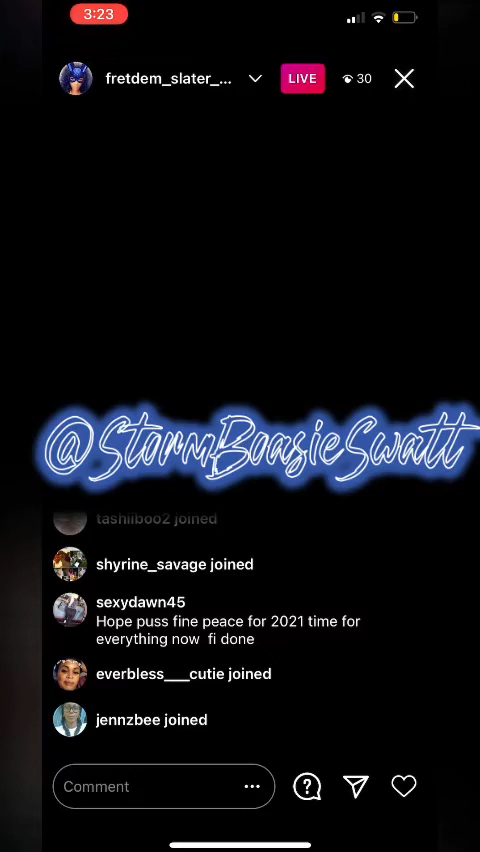 3:23
fretdem_slater_...
LIVE
30
@StormBoasieSwatt
tashiiboo2 joined
shyrine_savage joined
sexydawn45
Hope puss fine peace for 2021 time for
everything now fi done
everbless___cutie joined
jennzbee joined
Comment